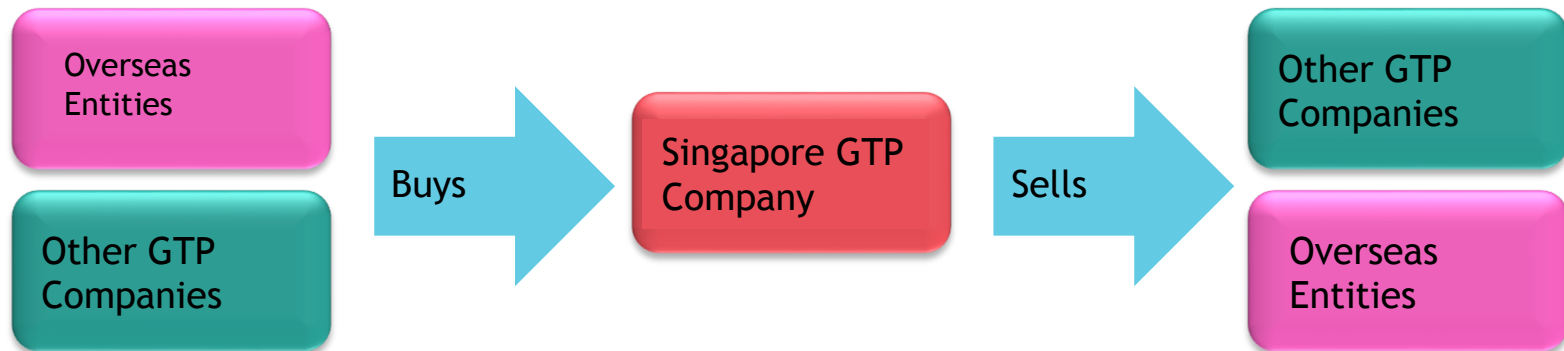 Overseas
Entities
Other GTP
Companies
Buys
Singapore GTP
Company
Sells
Other GTP
Companies
Overseas
Entities